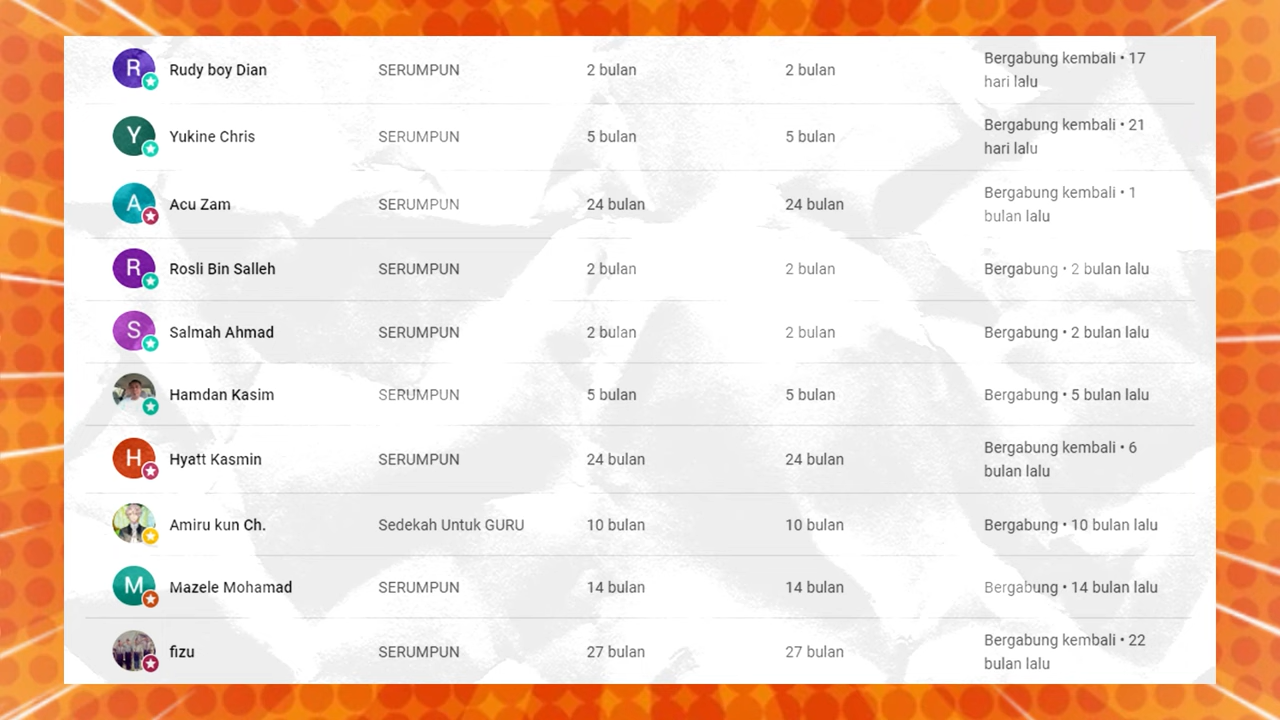 R Rudy boy Dian SERUMPUN 2 bulan 2 bulan Bergabung kembali • 17
hari lalu
Y Yukine Chris SERUMPUN 5 bulan 5 bulan Bergabung kembali • 21
hari lalu
A Acu Zam SERUMPUN 24 bulan 24 bulan Bergabung kembali • 1
bulan lalu
R Rosli Bin Salleh SERUMPUN 2 bulan 2 bulan Bergabung • 2 bulan lalu
S Salmah Ahmad SERUMPUN 2 bulan 2 bulan Bergabung • 2 bulan lalu
Hamdan Kasim SERUMPUN 5 bulan 5 bulan Bergabung • 5 bulan lalu
H Hyatt Kasmin SERUMPUN 24 bulan 24 bulan Bergabung kembali • 6
bulan lalu
Amiru kun Ch. Sedekah Untuk GURU 10 bulan 10 bulan Bergabung • 10 bulan lalu
M Mazele Mohamad SERUMPUN 14 bulan 14 bulan Bergabung • 14 bulan lalu
fizu SERUMPUN 27 bulan 27 bulan Bergabung kembali • 22
bulan lalu